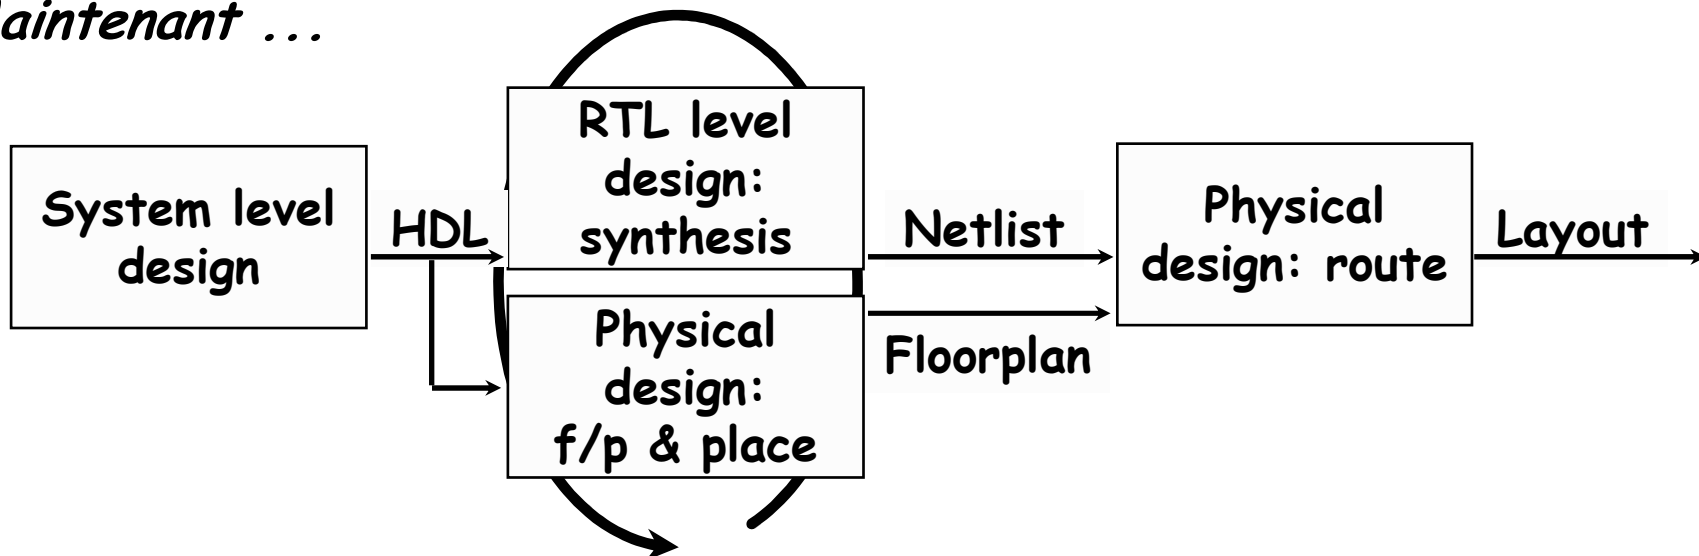 aintenant ...
RTL level
design:
synthesis
System level
design
HDL
Netlist
Physical
design: route
Layout
Physical
design:
f/p & place
Floorplan